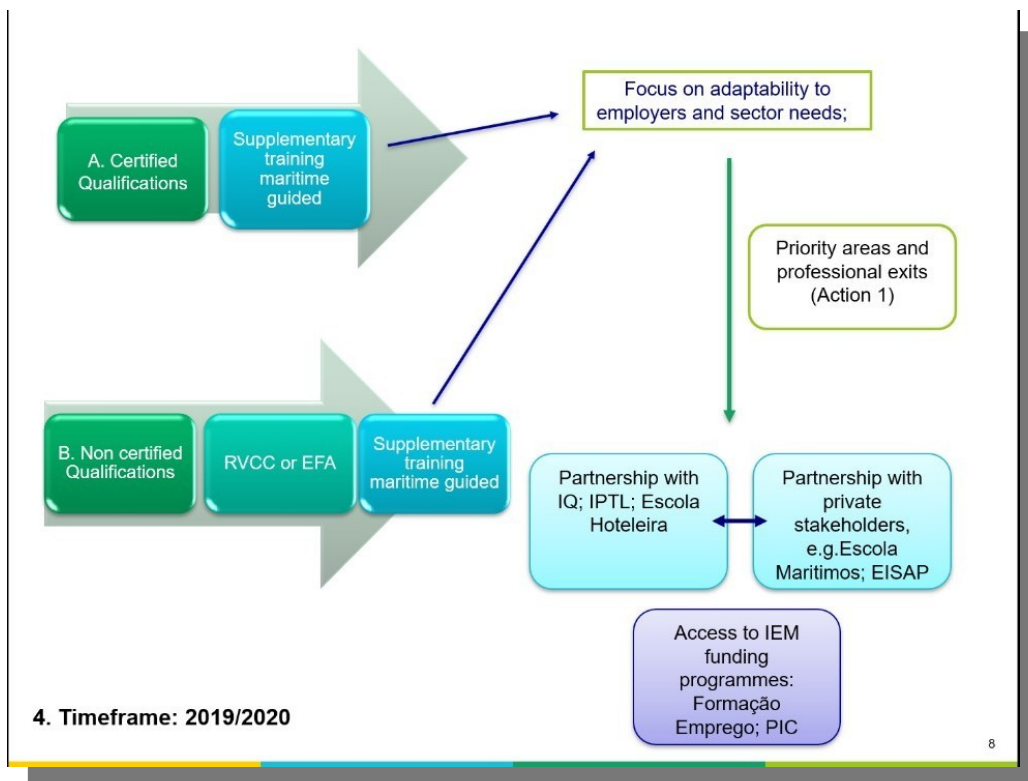 A. Certified
Qualifications
Supplementary
training
maritime
guided
Focus on adaptability to
employers and sector needs;
Priority areas and
professional exits
(Action 1)
B. Non certified
Qualifications
RVCC or EFA
Supplementary
training
maritime guided
Partnership with
IQ; IPTL; Escola
Hoteleira
Partnership with
private
stakeholders,
e.g.Escola
Maritimos; EISAP
Access to IEM
funding
programmes:
Formação
Emprego; PIC
4. Timeframe: 2019/2020
8